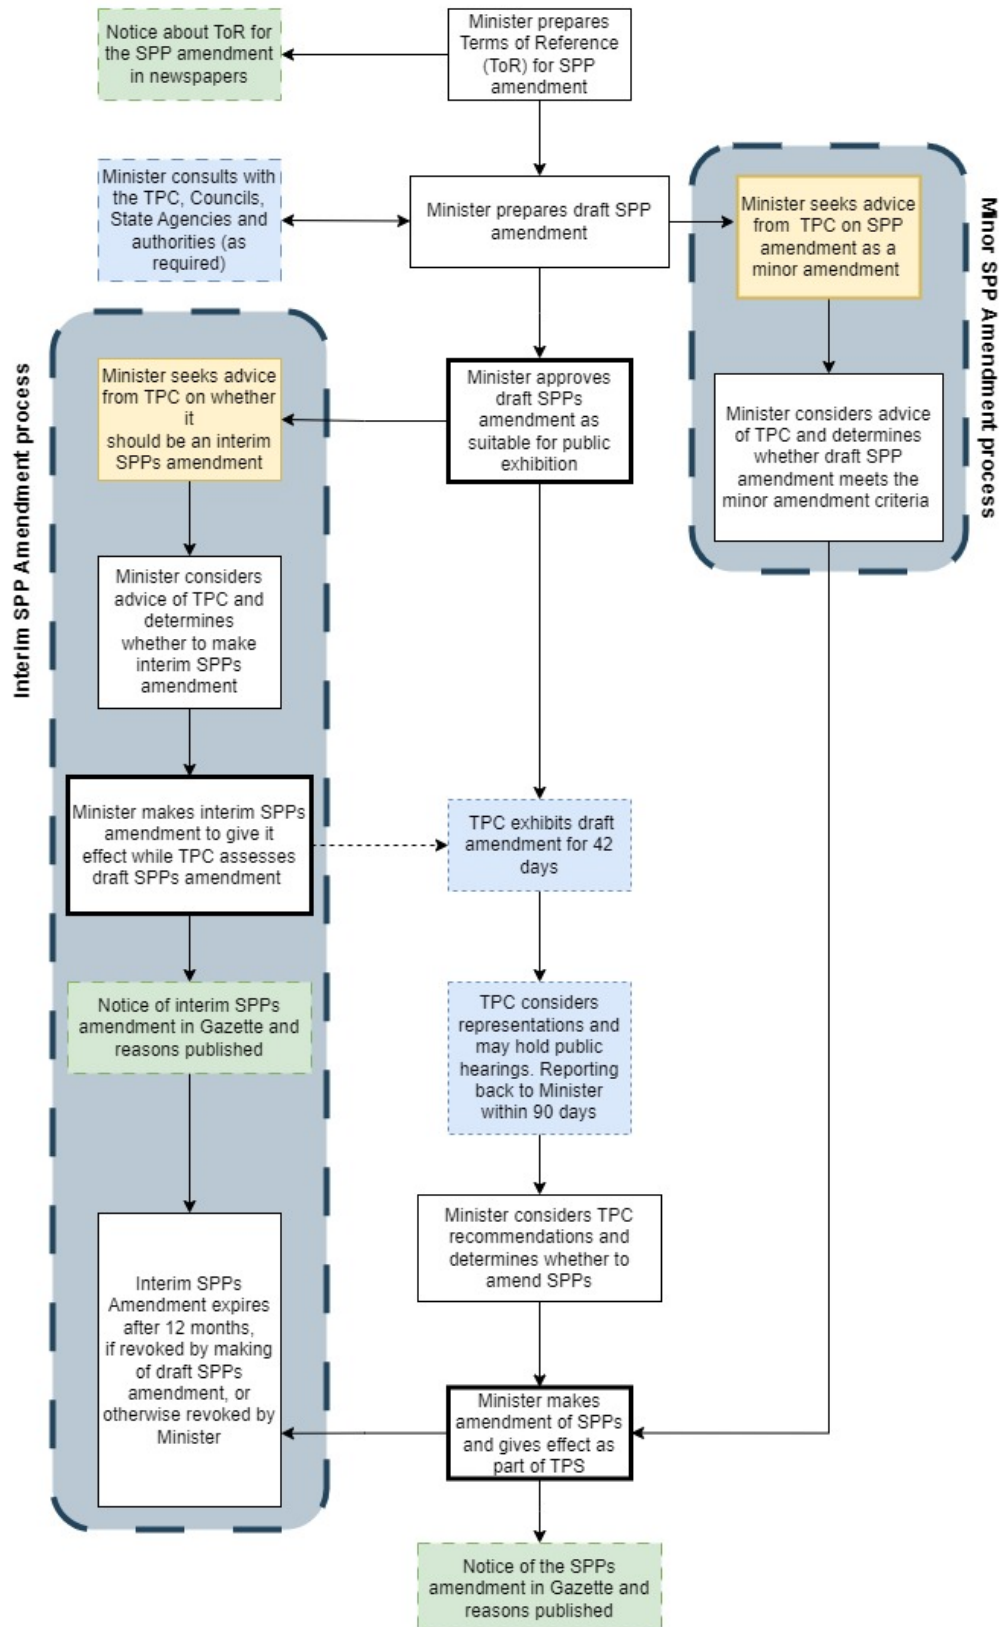 Notice about ToR for
the SPP amendment
in newspapers
Minister prepares
Terms of Reference
(ToR) for SPP
amendment
Minister consults with
the TPC, Councils,
State Agencies and
authorities (as
required)
Minister prepares draft SPP
amendment
Minister seeks advice
from TPC on SPP
amendment as a
minor amendment
Minor SPP Amendment process
Minister considers advice
of TPC and determines
whether draft SPP
amendment meets the
minor amendment criteria
Interim SPP Amendment process
Minister seeks advice
from TPC on whether
it
should be an interim
SPPs amendment
Minister approves
draft SPPs
amendment as
suitable for public
exhibition
Minister considers
advice of TPC and
determines
whether to make
interim SPPs
amendment
Minister makes interim SPPs
amendment to give it
effect while TPC assesses
draft SPPs amendment
TPC exhibits draft
amendment for 42
days
Notice of interim SPPs
amendment in Gazette and
reasons published
TPC considers
representations and
may hold public
hearings. Reporting
back to Minister
within 90 days
Minister considers TPC
recommendations and
determines whether to
amend SPPs
Interim SPPs
Amendment expires
after 12 months,
if revoked by making
of draft SPPs
amendment, or
otherwise revoked by
Minister
Minister makes
amendment of SPPs
and gives effect as
part of TPS
Notice of the SPPs
amendment in Gazette and
reasons published